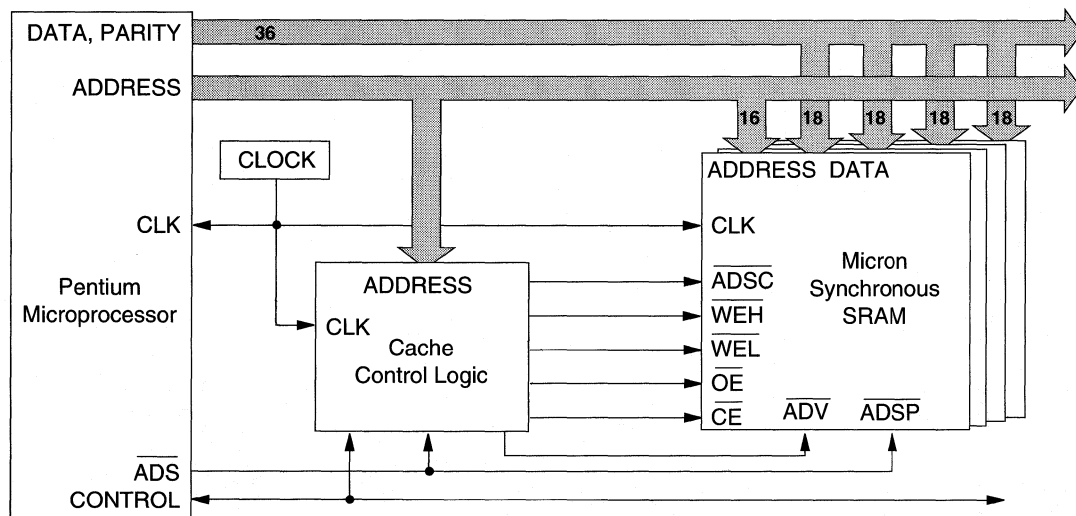 DATA, PARITY
36
ADDRESS
16
18
18
18
18
CLOCK
ADDRESS DATA
CLK
CLK
Pentium
Microprocessor
ADDRESS
CLK
Cache
Control Logic
ADSC
WEH
WEL
OE
CE
Micron
Synchronous
SRAM
ADV
ADSP
ADS
CONTROL